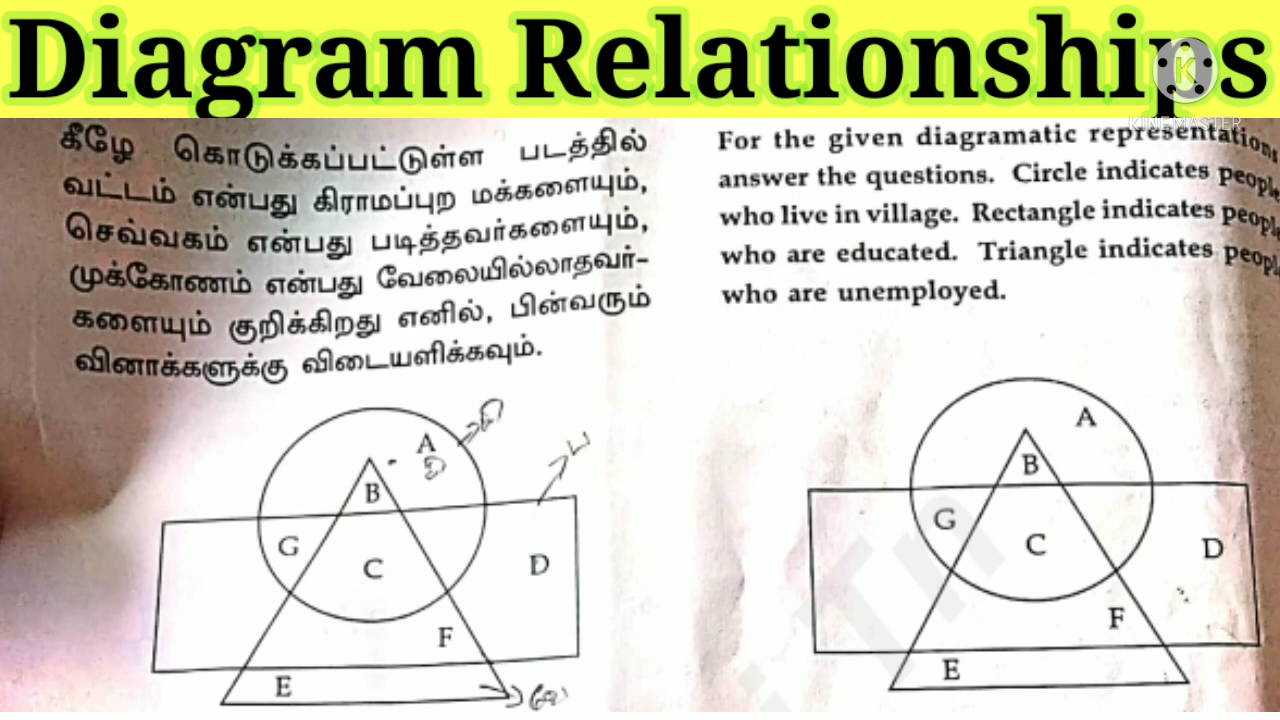 Diagram Relationships
K
KINEMASTER
கீழே கொடுக்கப்பட்டுள்ள படத்தில்
வட்டம் என்பது கிராமப்புற மக்களையும்,
செவ்வகம் என்பது படித்தவர்களையும்,
முக்கோணம் என்பது வேலையில்லாதவர்-
களையும் குறிக்கிறது எனில், பின்வரும்
வினாக்களுக்கு விடையளிக்கவும்.
A
B
G
C
D
F
E
For the given diagramatic representations
answer the questions. Circle indicates people
who live in village. Rectangle indicates people
who are educated. Triangle indicates people
who are unemployed.
A
B
G
C
D
F
E